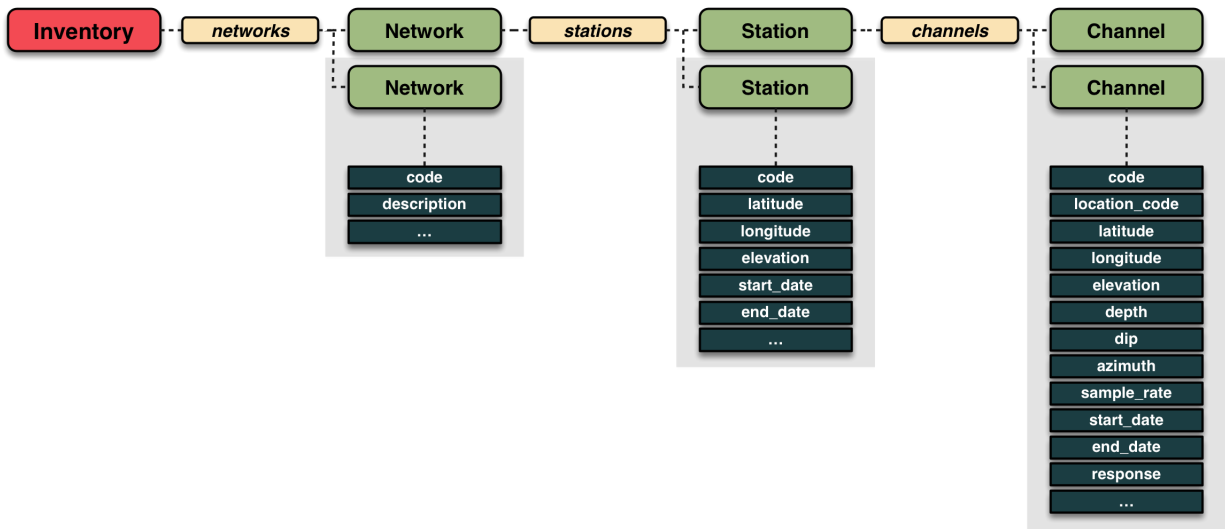 Inventory
networks
Network
stations
Station
channels
Channel
Network
Station
Channel
code
description
...
code
latitude
longitude
elevation
start_date
end_date
...
code
location_code
latitude
longitude
elevation
depth
dip
azimuth
sample_rate
start_date
end_date
response
...